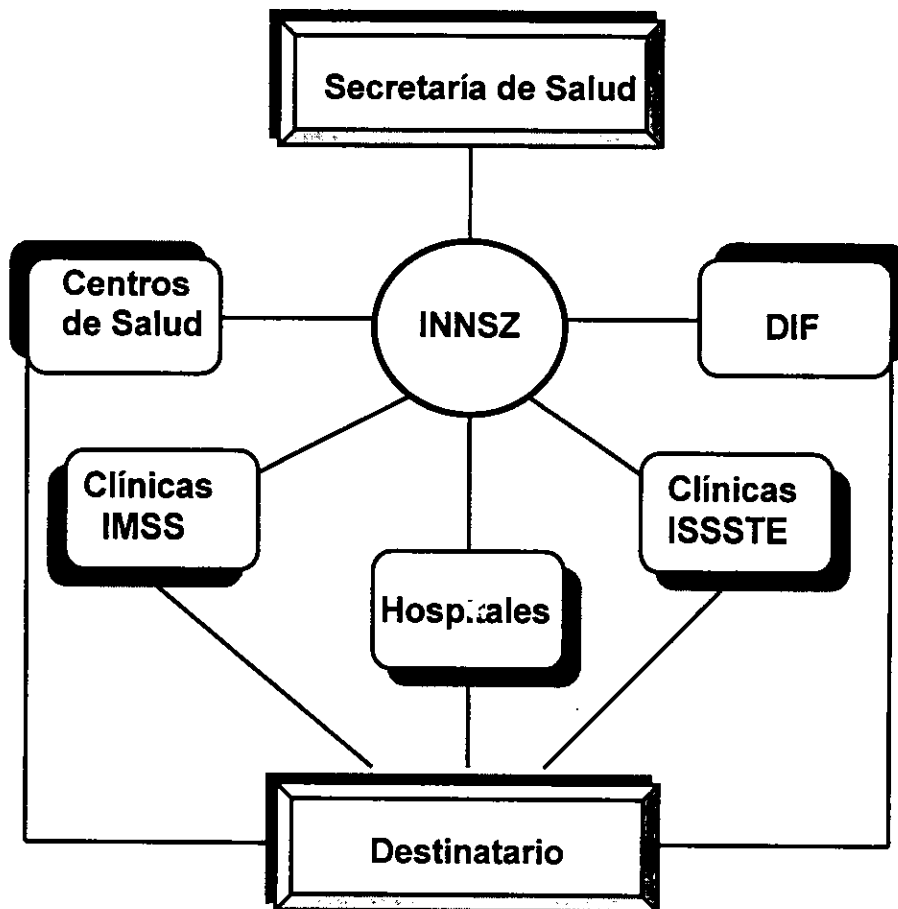 Secretaría de Salud
Centros
de Salud
INNSZ
DIF
Clínicas
IMSS
Clínicas
ISSSTE
Hospitales
Destinatario